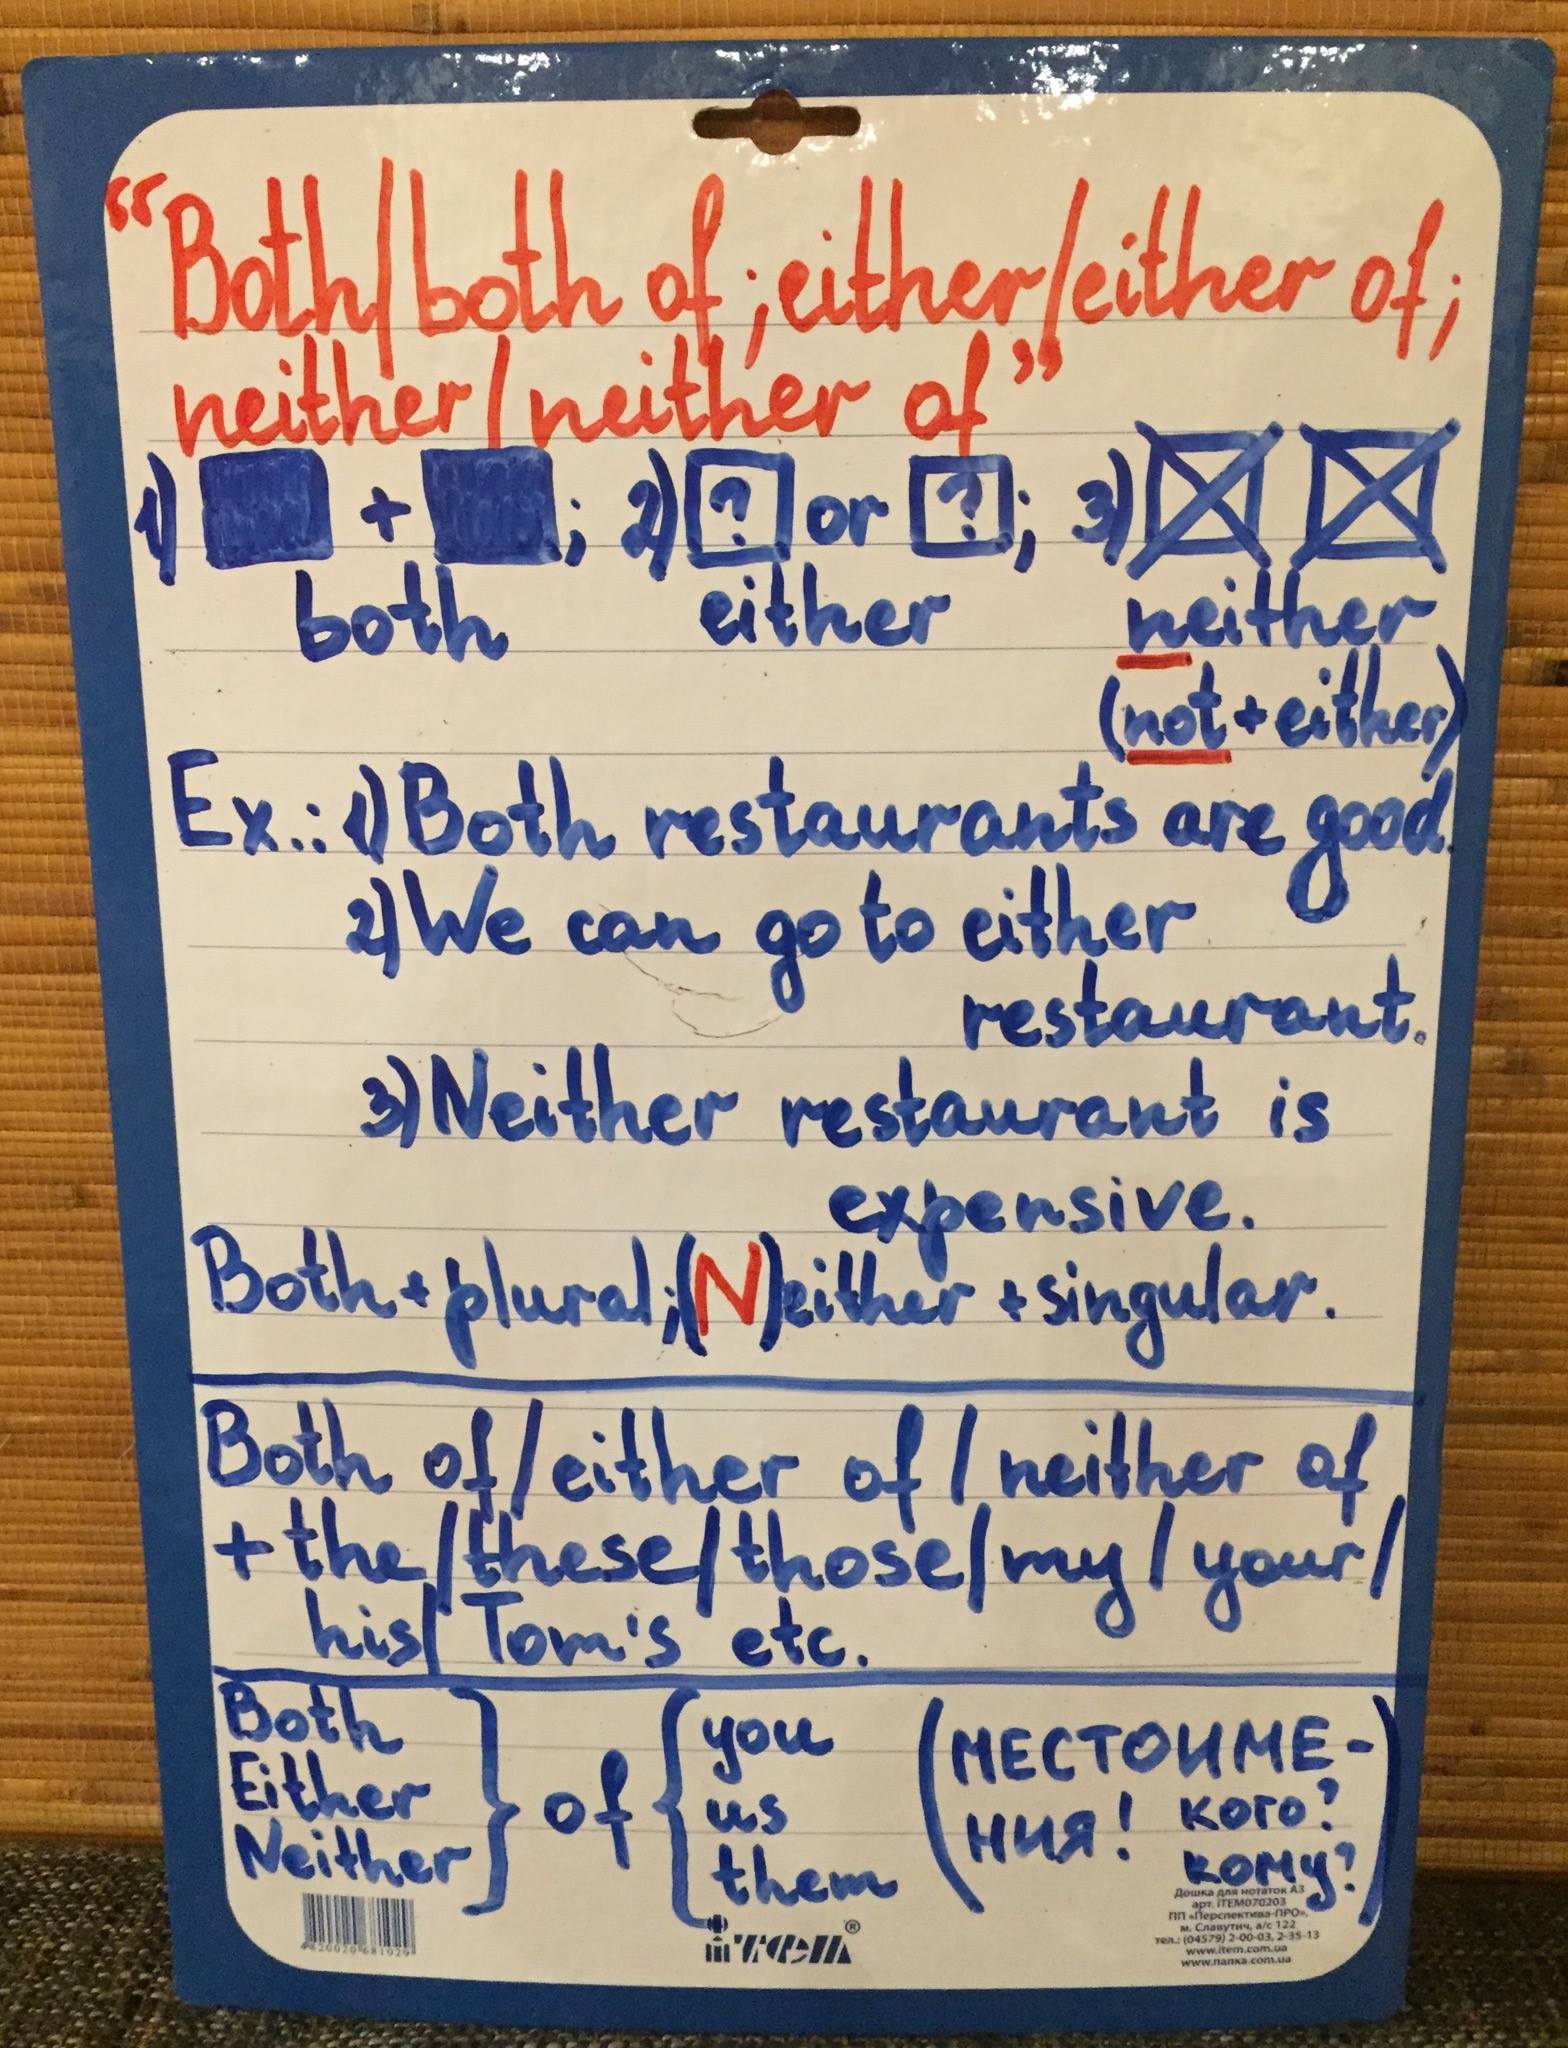 “Both/both of; either/either of;
neither/neither of”
1) + ; 2) ? or ? ; 3)
both either neither
(not + either)
Ex.: 1) Both restaurants are good.
2) We can go to either
restaurant.
3) Neither restaurant is
expensive.
Both + plural; (N)either + singular.
Both of/either of/neither of
+ the/these/those/my/your/
his/Tom's etc.
Both
Either
Neither
of
you
us
them
(МЕСТОИМЕ-
НИЯ! кого?
кому?)
Дошка для нотаток А3
арт. ITEM070203
ПП «Перспектива-ПРО»,
м. Славутич, а/с 122
тел.: (04579) 2-00-03, 2-35-13
www.item.com.ua
www.папка.com.ua
iтем®